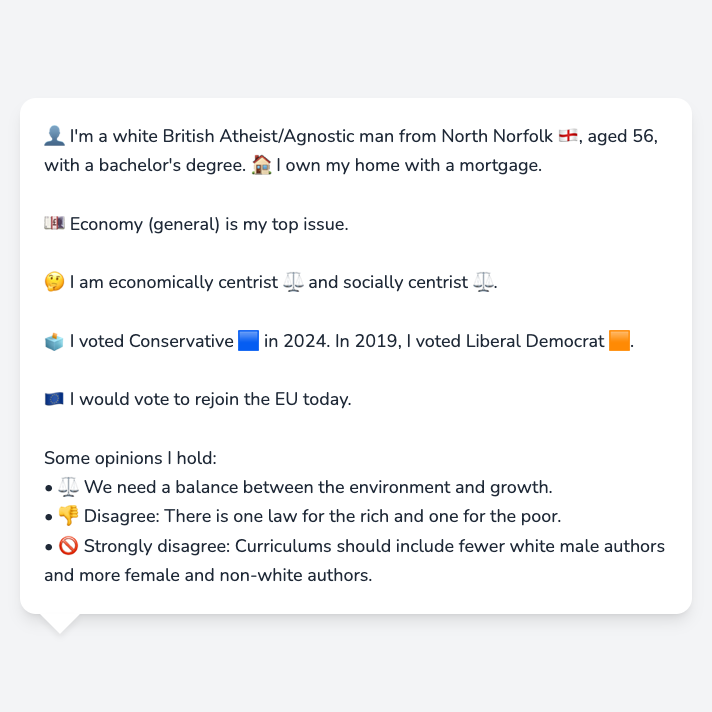 👤 I'm a white British Atheist/Agnostic man from North Norfolk 🏴󠁧󠁢󠁥󠁮󠁧󠁿, aged 56,
with a bachelor's degree. 🏠 I own my home with a mortgage.
💷 Economy (general) is my top issue.
🤔 I am economically centrist ⚖️ and socially centrist ⚖️.
🗳️ I voted Conservative 🟦 in 2024. In 2019, I voted Liberal Democrat 🟧.
🇪🇺 I would vote to rejoin the EU today.
Some opinions I hold:
• ⚖️ We need a balance between the environment and growth.
• 👎 Disagree: There is one law for the rich and one for the poor.
• 🚫 Strongly disagree: Curriculums should include fewer white male authors
and more female and non-white authors.